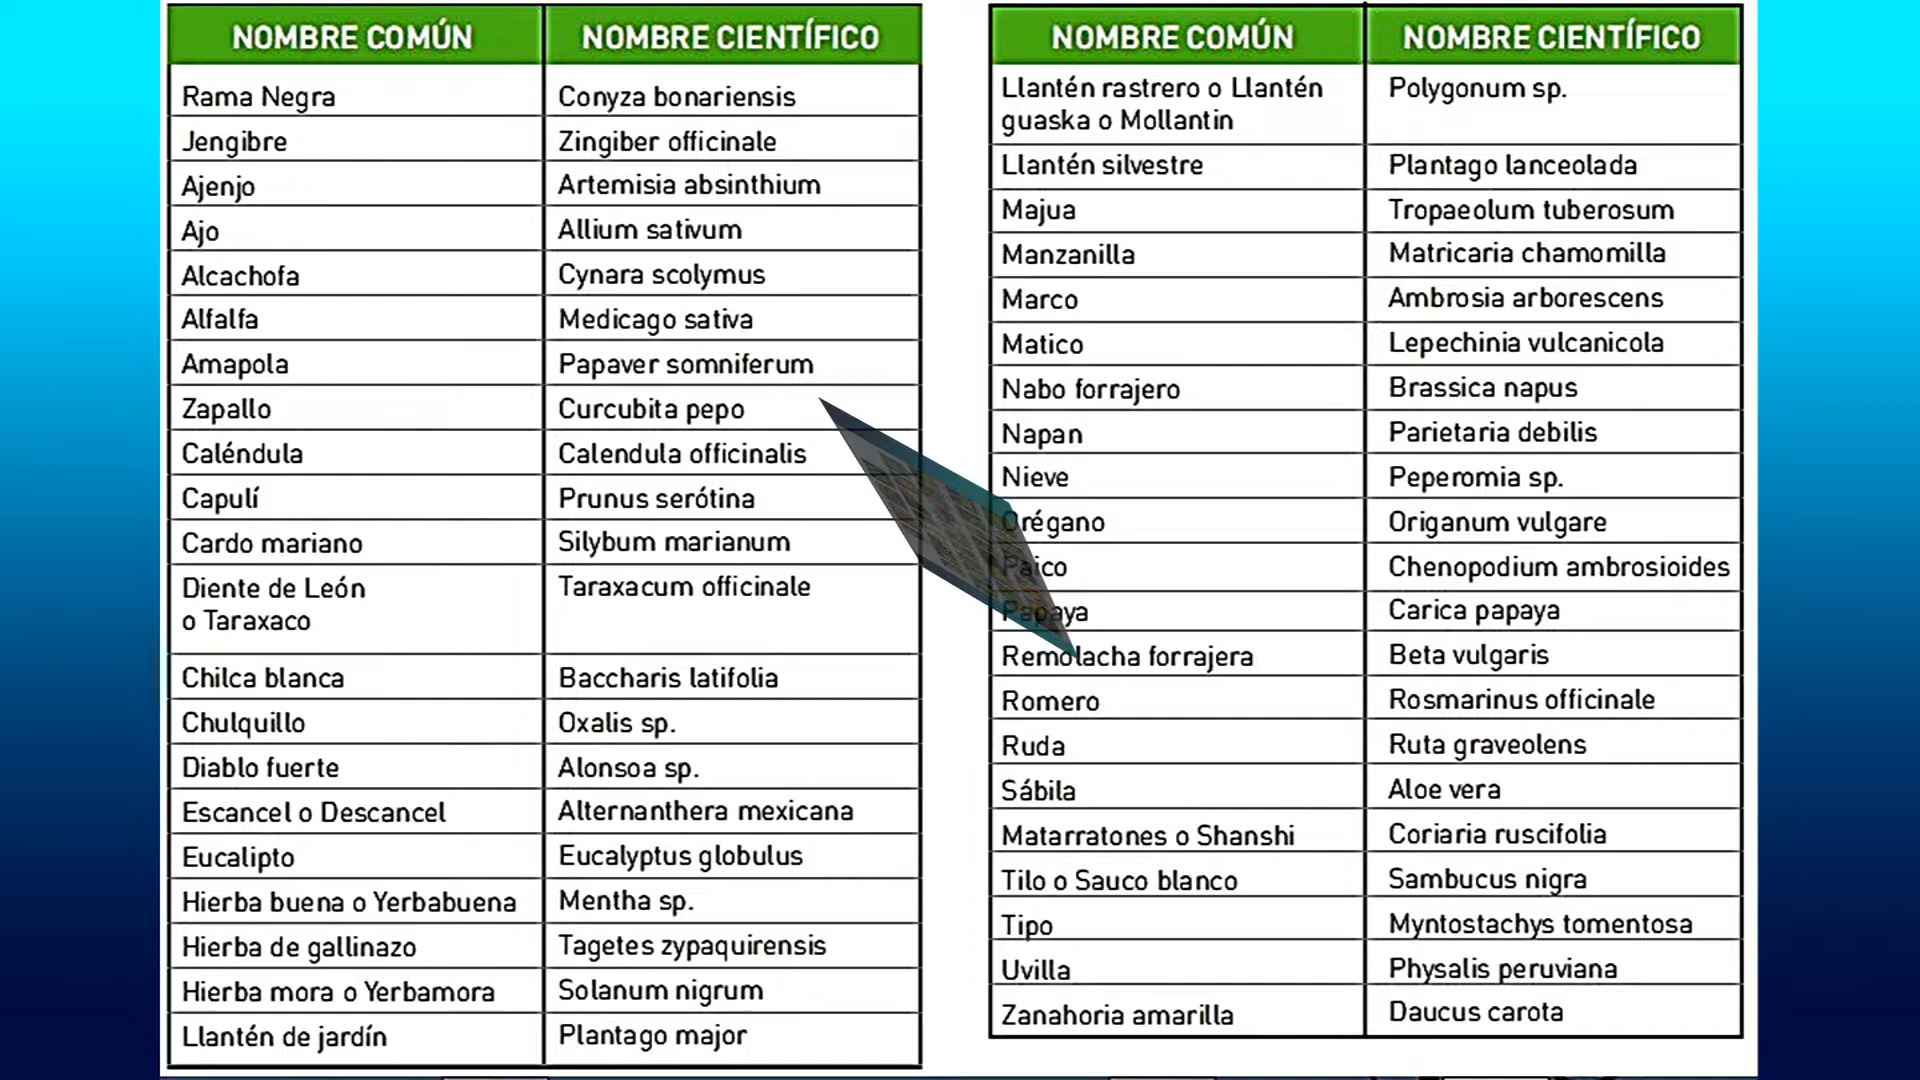 NOMBRE COMÚN NOMBRE CIENTÍFICO
Rama Negra Conyza bonariensis
Jengibre Zingiber officinale
Ajenjo Artemisia absinthium
Ajo Allium sativum
Alcachofa Cynara scolymus
Alfalfa Medicago sativa
Amapola Papaver somniferum
Zapallo Curcubita pepo
Caléndula Calendula officinalis
Capulí Prunus serótina
Cardo mariano Silybum marianum
Diente de León Taraxacum officinale
o Taraxaco
Chilca blanca Baccharis latifolia
Chulquillo Oxalis sp.
Diablo fuerte Alonsoa sp.
Escancel o Descancel Alternanthera mexicana
Eucalipto Eucalyptus globulus
Hierba buena o Yerbabuena Mentha sp.
Hierba de gallinazo Tagetes zypaquirensis
Hierba mora o Yerbamora Solanum nigrum
Llantén de jardín Plantago major
NOMBRE COMÚN NOMBRE CIENTÍFICO
Llantén rastrero o Llantén Polygonum sp.
guaska o Mollantin
Llantén silvestre Plantago lanceolada
Majua Tropaeolum tuberosum
Manzanilla Matricaria chamomilla
Marco Ambrosia arborescens
Matico Lepechinia vulcanicola
Nabo forrajero Brassica napus
Napan Parietaria debilis
Nieve Peperomia sp.
Orégano Origanum vulgare
Paico Chenopodium ambrosioides
Papaya Carica papaya
Remolacha forrajera Beta vulgaris
Romero Rosmarinus officinale
Ruda Ruta graveolens
Sábila Aloe vera
Matarratones o Shanshi Coriaria ruscifolia
Tilo o Sauco blanco Sambucus nigra
Tipo Myntostachys tomentosa
Uvilla Physalis peruviana
Zanahoria amarilla Daucus carota